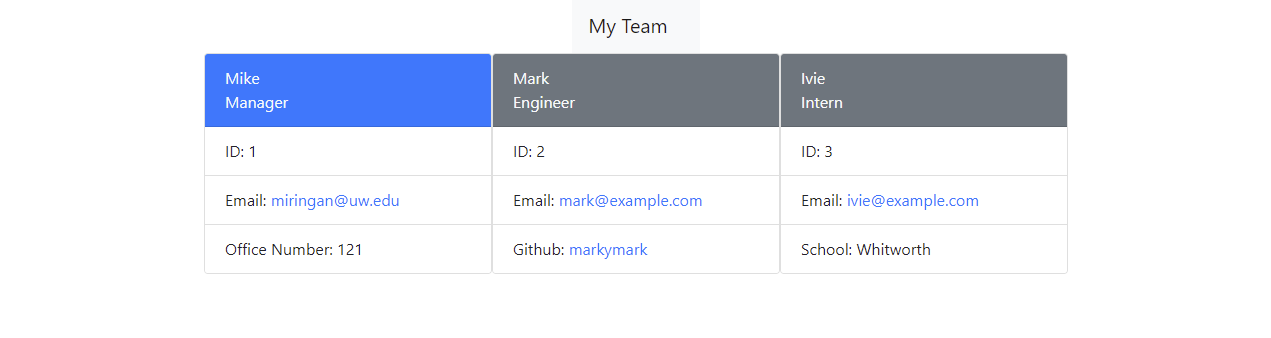 My Team
Mike
Manager
ID: 1
Email: miringan@uw.edu
Office Number: 121
Mark
Engineer
ID: 2
Email: mark@example.com
Github: markymark
Ivie
Intern
ID: 3
Email: ivie@example.com
School: Whitworth